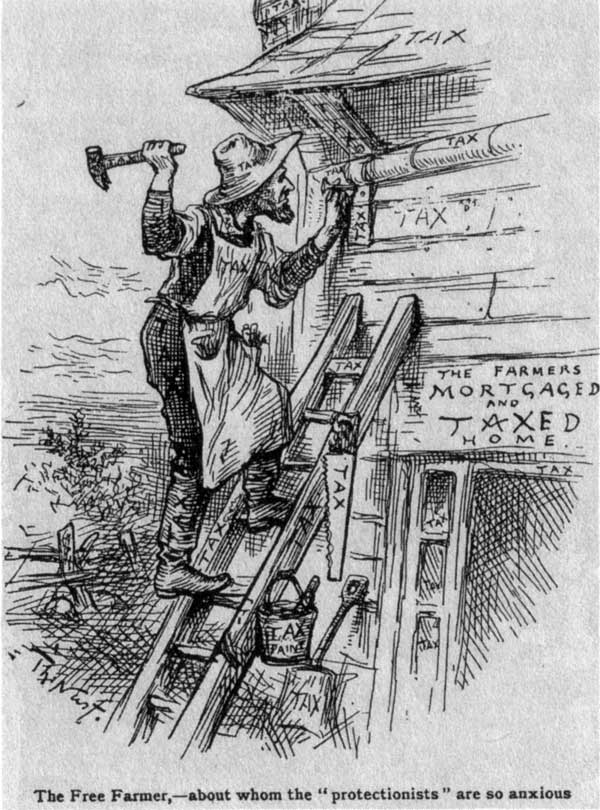 TAX
TAX
TAX
TAX
TAX
TAX
TAX
TAX
THE FARMERS
MORTGAGED
AND
TAXED
HOME.
TAX
TAX
TAX
TAX
TAX
TAX
TAX
TAX
PAINT
TAX
Th. Nast.
The Free Farmer,—about whom the "protectionists" are so anxious